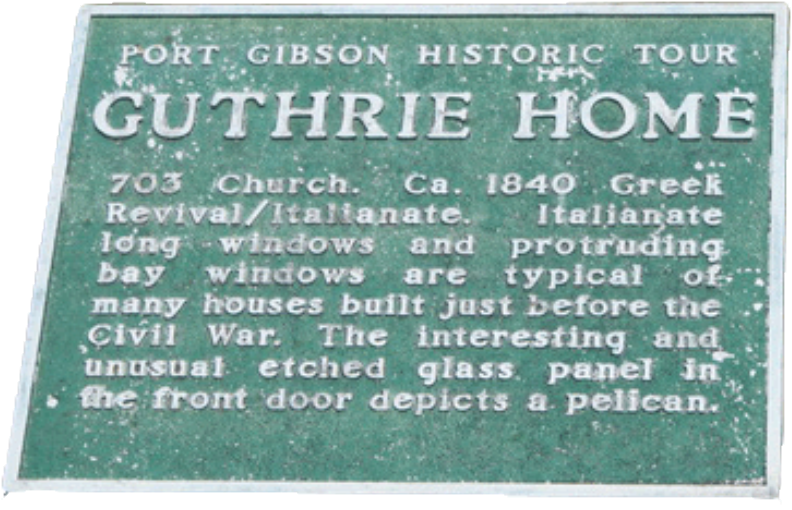 PORT GIBSON HISTORIC TOUR
GUTHRIE HOME
703 Church. Ca. 1840 Greek
Revival/Italianate. Italianate
long windows and protruding
bay windows are typical of
many houses built just before the
Civil War. The interesting and
unusual etched glass panel in
the front door depicts a pelican.